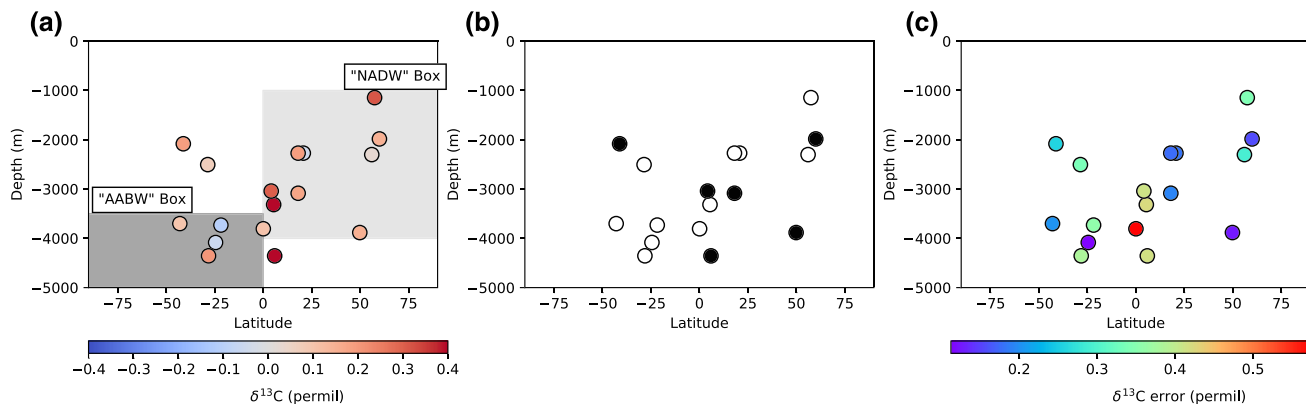 (a)
0
−1000
−2000
−3000
−4000
−5000
Depth (m)
"NADW" Box
"AABW" Box
−75 −50 −25 0 25 50 75
Latitude
−0.4 −0.3 −0.2 −0.1 0.0 0.1 0.2 0.3 0.4
δ¹³C (permil)
(b)
0
−1000
−2000
−3000
−4000
−5000
Depth (m)
−75 −50 −25 0 25 50 75
Latitude
(c)
0
−1000
−2000
−3000
−4000
−5000
Depth (m)
−75 −50 −25 0 25 50 75
Latitude
0.2 0.3 0.4 0.5
δ¹³C error (permil)